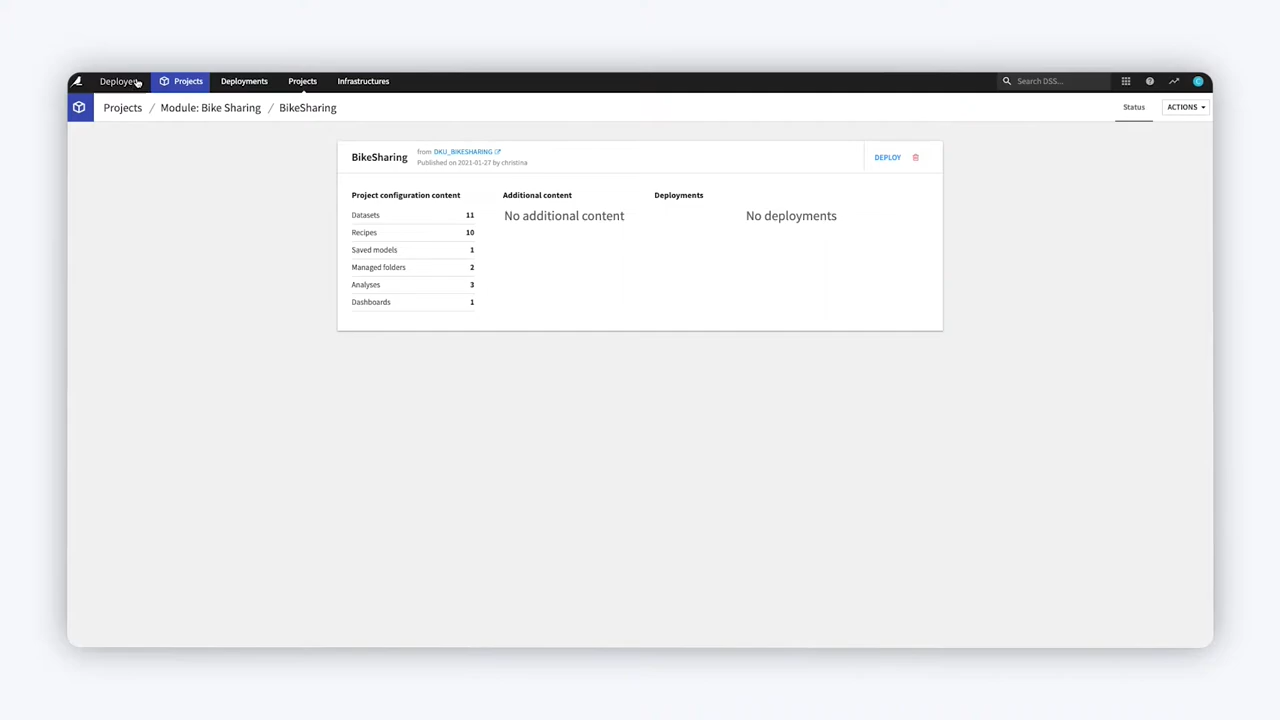 Deployer Projects Deployments Projects Infrastructures Search DSS... C
Projects / Module: Bike Sharing / BikeSharing Status ACTIONS
BikeSharing from DKU_BIKESHARING DEPLOY
Published on 2021-01-27 by christina
Project configuration content Additional content Deployments
Datasets 11 No additional content No deployments
Recipes 10
Saved models 1
Managed folders 2
Analyses 3
Dashboards 1